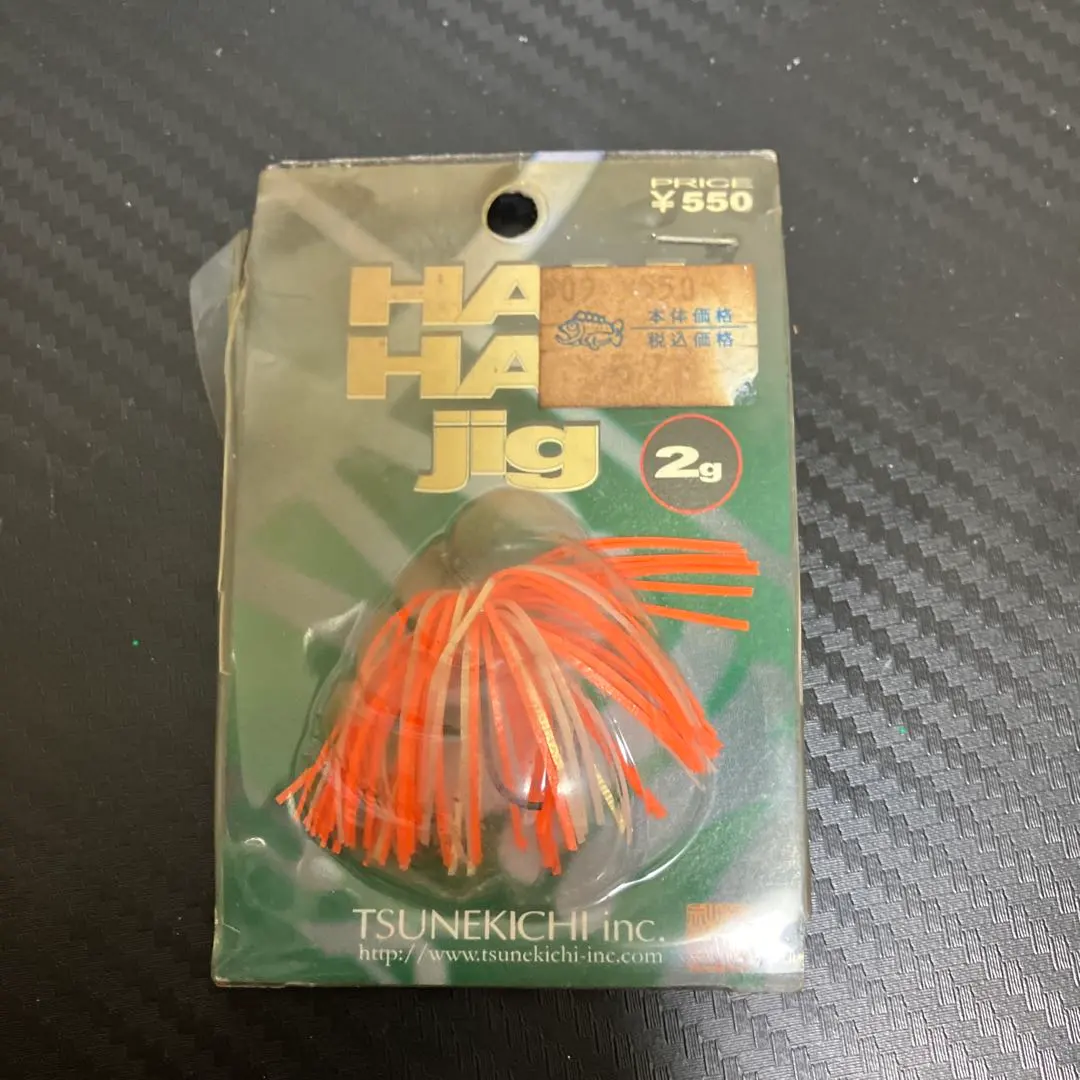 PRICE
¥550
HA
HA
jig
550
本体価格
税込価格
2g
TSUNEKICHI inc.
http://www.tsunekichi-inc.com